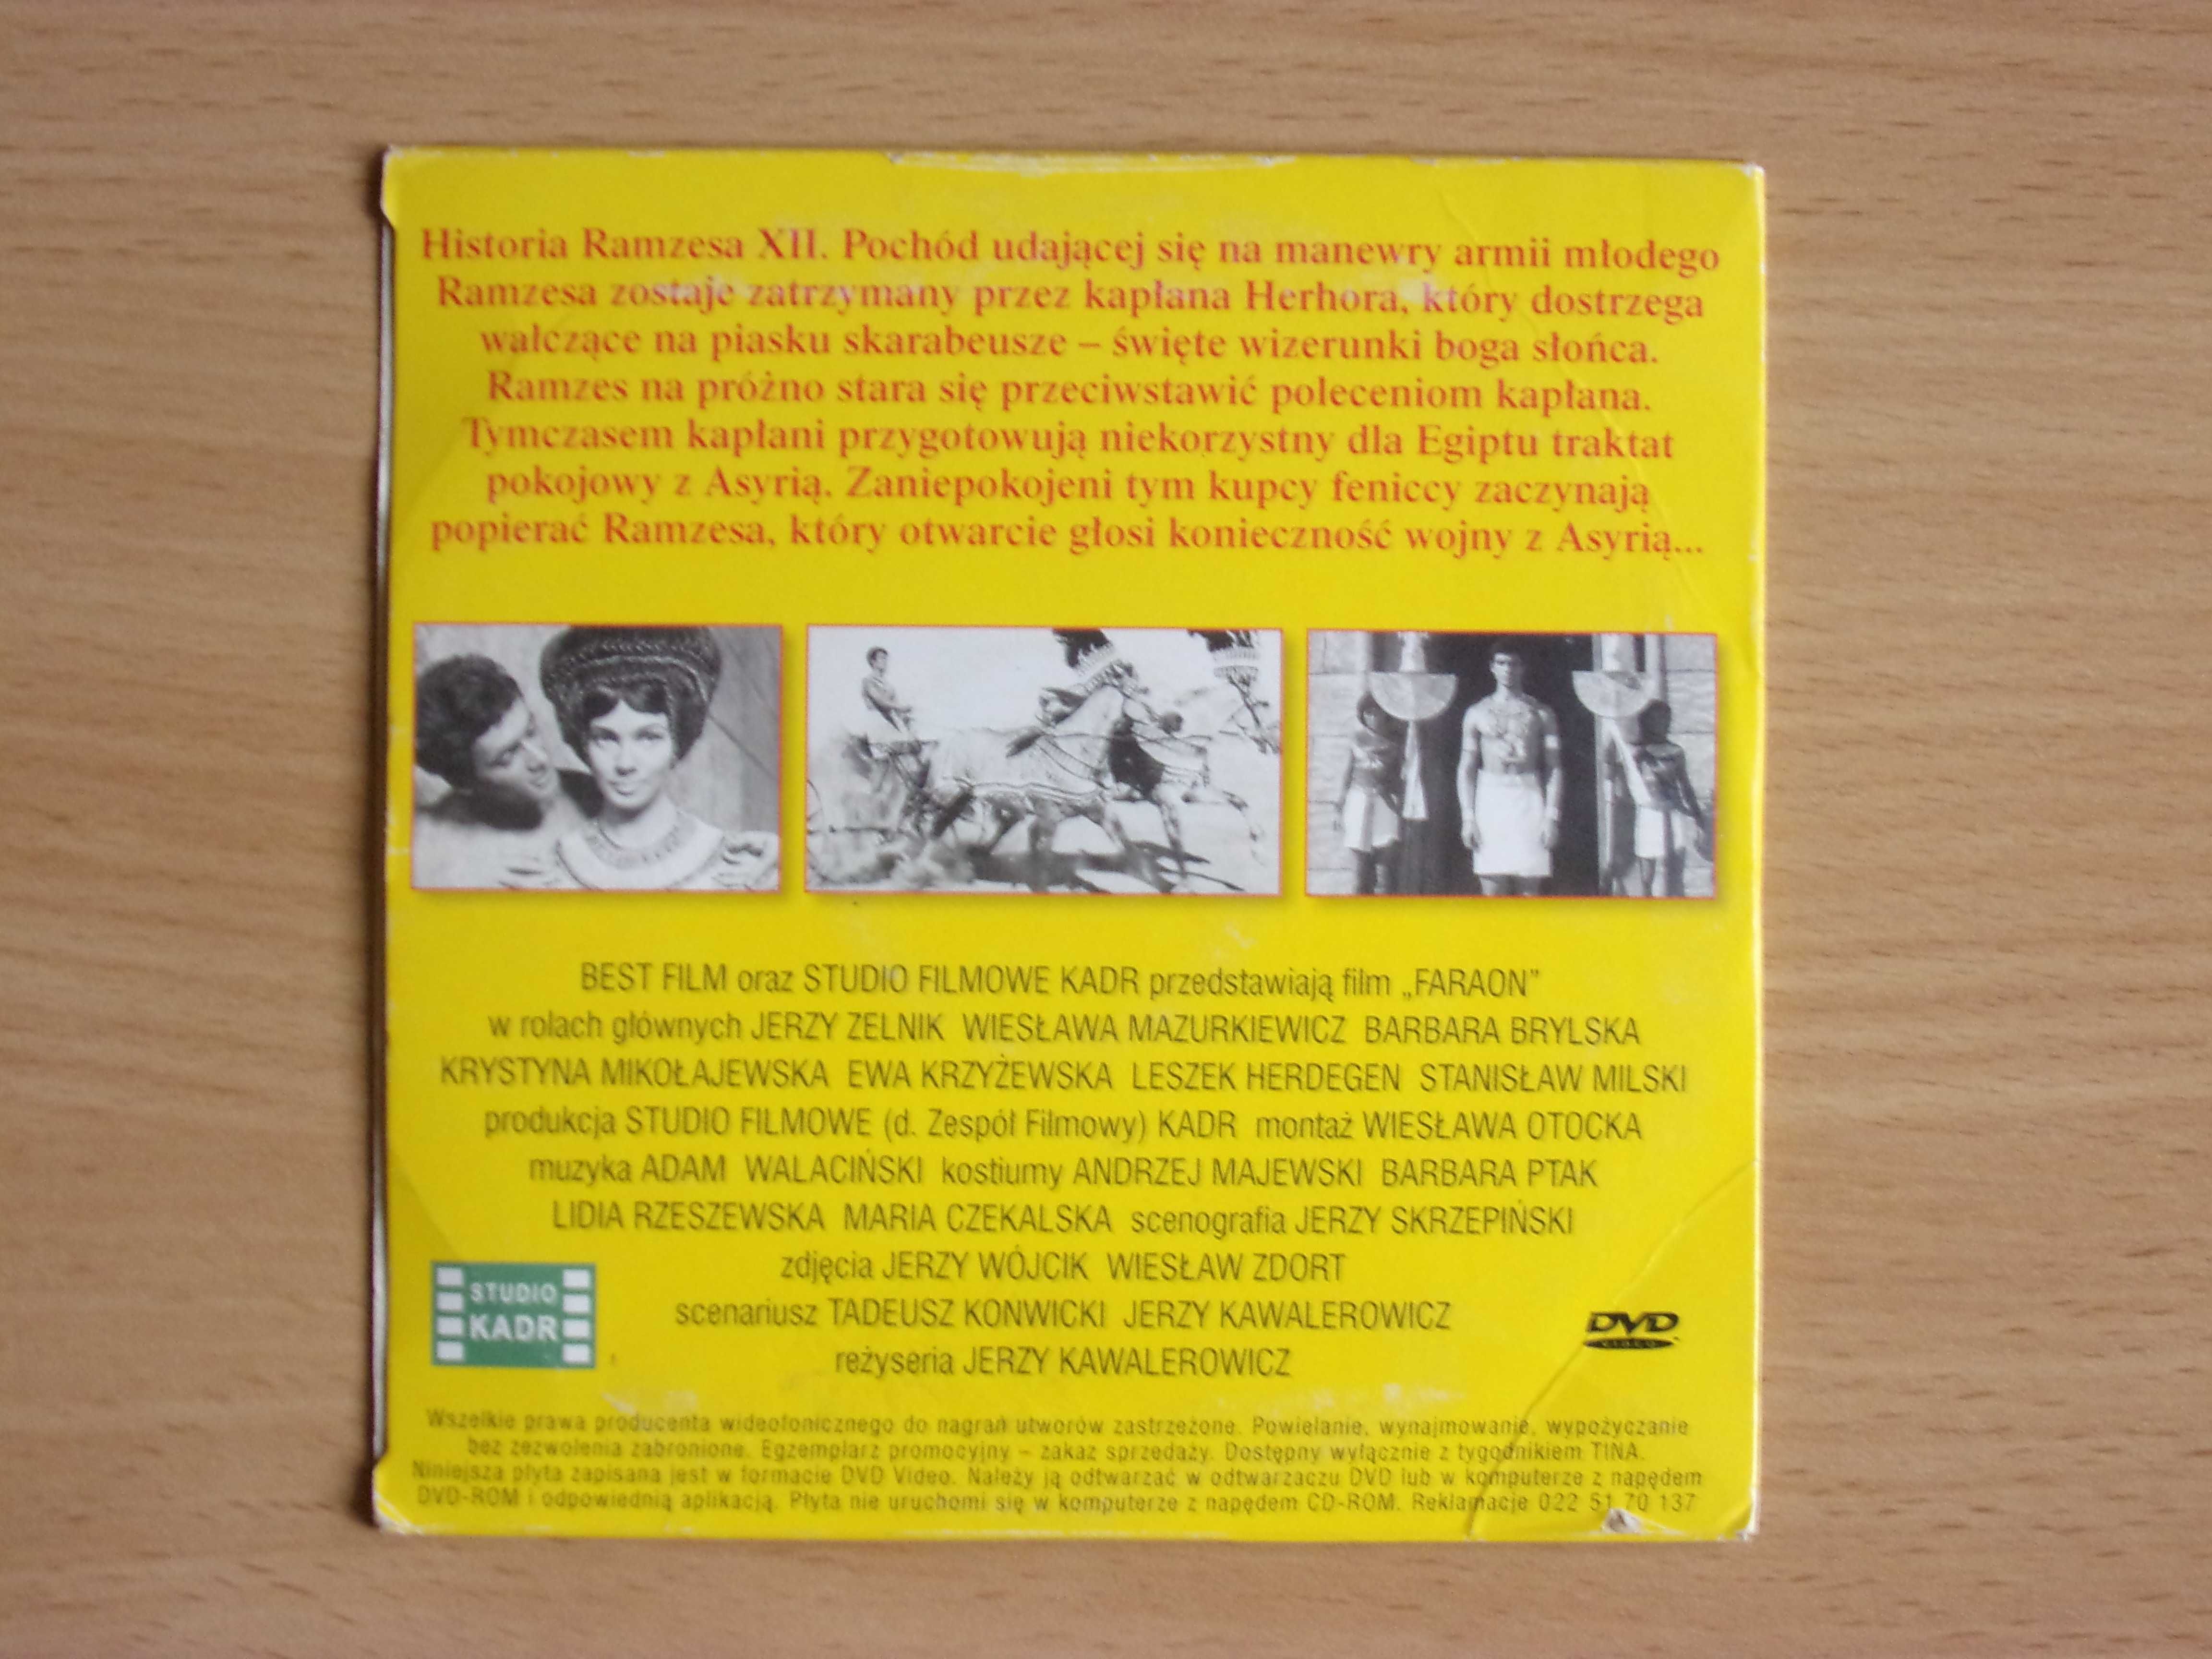 Historia Ramzesa XII. Pochód udającej się na manewry armii młodego
Ramzesa zostaje zatrzymany przez kapłana Herhora, który dostrzega
walczące na piasku skarabeusze – święte wizerunki boga słońca.
Ramzes na próżno stara się przeciwstawić poleceniom kapłana.
Tymczasem kapłani przygotowują niekorzystny dla Egiptu traktat
pokojowy z Asyrią. Zaniepokojeni tym kupcy feniccy zaczynają
popierać Ramzesa, który otwarcie głosi konieczność wojny z Asyrią...
BEST FILM oraz STUDIO FILMOWE KADR przedstawiają film „FARAON”
w rolach głównych JERZY ZELNIK WIESŁAWA MAZURKIEWICZ BARBARA BRYLSKA
KRYSTYNA MIKOŁAJEWSKA EWA KRZYŻEWSKA LESZEK HERDEGEN STANISŁAW MILSKI
produkcja STUDIO FILMOWE (d. Zespół Filmowy) KADR montaż WIESŁAWA OTOCKA
muzyka ADAM WALACIŃSKI kostiumy ANDRZEJ MAJEWSKI BARBARA PTAK
LIDIA RZESZEWSKA MARIA CZEKALSKA scenografia JERZY SKRZEPIŃSKI
zdjęcia JERZY WÓJCIK WIESŁAW ZDORT
scenariusz TADEUSZ KONWICKI JERZY KAWALEROWICZ
reżyseria JERZY KAWALEROWICZ
STUDIO
KADR
DVD
VIDEO
Wszelkie prawa producenta wideofonicznego do nagrań utworów zastrzeżone. Powielanie, wynajmowanie, wypożyczanie
bez zezwolenia zabronione. Egzemplarz promocyjny – zakaz sprzedaży. Dostępny wyłącznie z tygodnikiem TINA.
Niniejsza płyta zapisana jest w formacie DVD Video. Należy ją odtwarzać w odtwarzaczu DVD lub w komputerze z napędem
DVD-ROM i odpowiednią aplikacją. Płyta nie uruchomi się w komputerze z napędem CD-ROM. Reklamacje 022 51 70 137